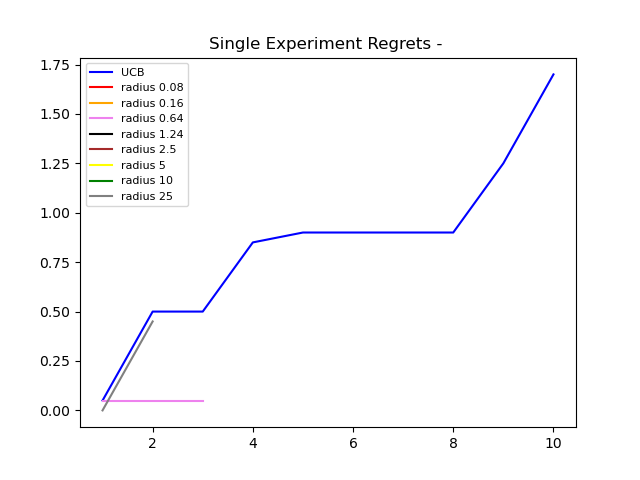 Single Experiment Regrets -
1.75
1.50
1.25
1.00
0.75
0.50
0.25
0.00
UCB
radius 0.08
radius 0.16
radius 0.64
radius 1.24
radius 2.5
radius 5
radius 10
radius 25
2 4 6 8 10